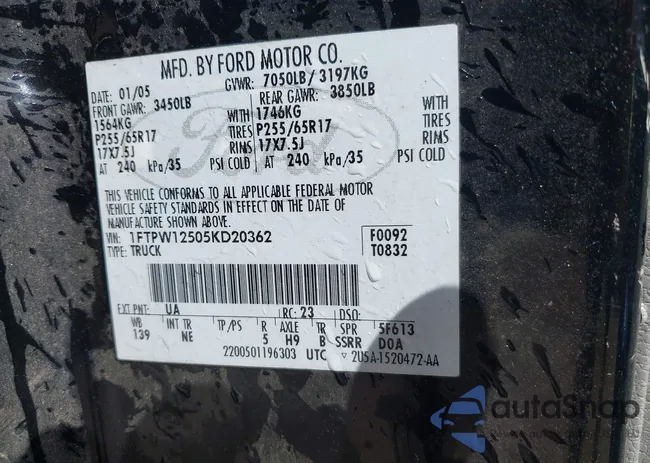 MFD. BY FORD MOTOR CO.
DATE: 01/05 GVWR: 7050LB/ 3197KG
FRONT GAWR: 3450LB REAR GAWR: 3850LB
1564KG 1746KG WITH
P255/65R17 TIRES P255/65R17 TIRES
17X7.5J RIMS 17X7.5J RIMS
AT 240 kPa/35 PSI COLD AT 240 kPa/35 PSI COLD
THIS VEHICLE CONFORMS TO ALL APPLICABLE FEDERAL MOTOR
VEHICLE SAFETY STANDARDS IN EFFECT ON THE DATE OF
MANUFACTURE SHOWN ABOVE.
VIN: 1FTPW12505KD20362 F0092
TYPE: TRUCK T0832
EXT PNT: UA RC: 23 DSO:
WB INT TR TP/PS R AXLE TR SPR 5F613
139 NE 5 H9 B SSRR DOA
2200501196303 UTC ▽ 2U5A-1520472-AA
Ford
autoSnap